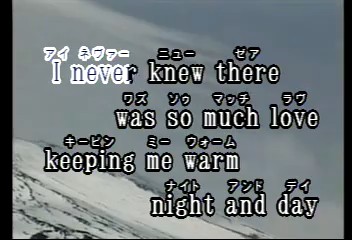 アイ ネヴァー ニュー ゼア
I never knew there
ワズ ソゥ マッチ ラヴ
was so much love
キーピン ミー ウォーム
keeping me warm
ナイト アンド デイ
night and day